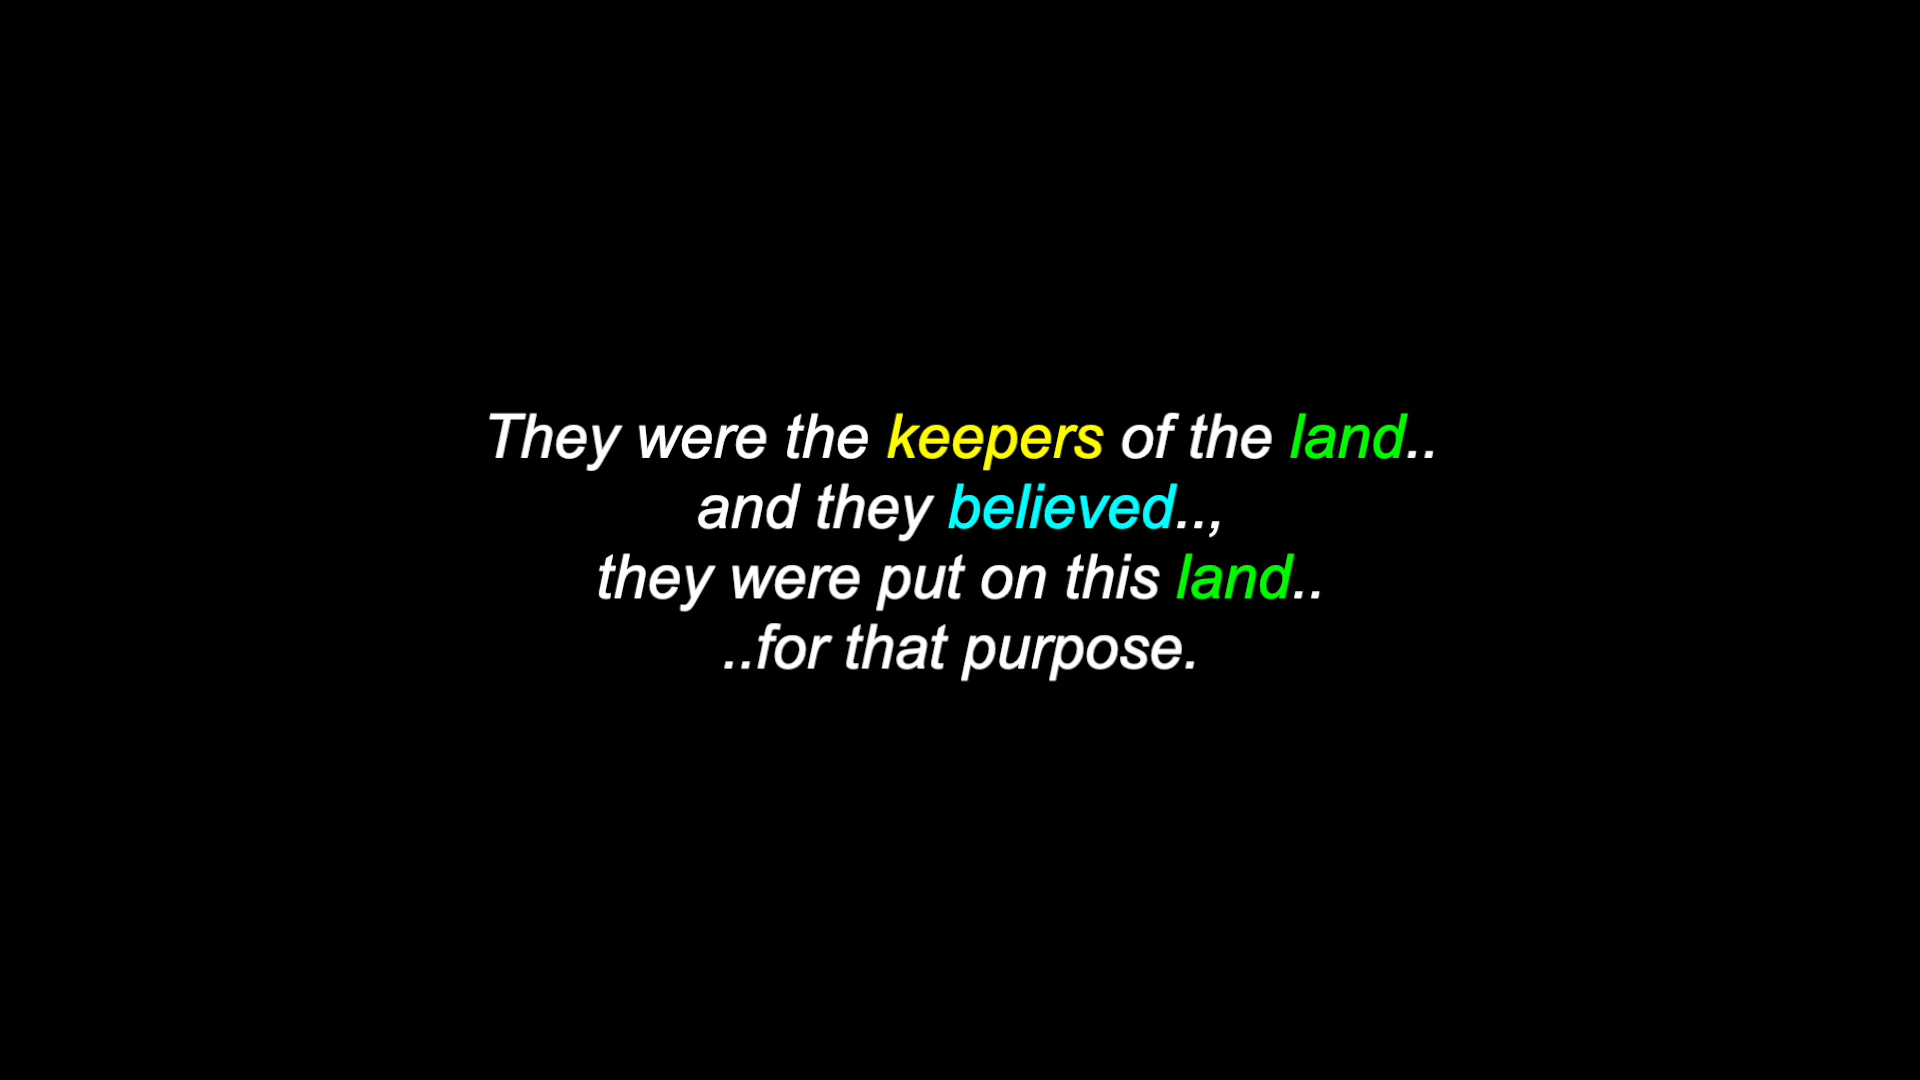 They were the keepers of the land..
and they believed..,
they were put on this land..
..for that purpose.